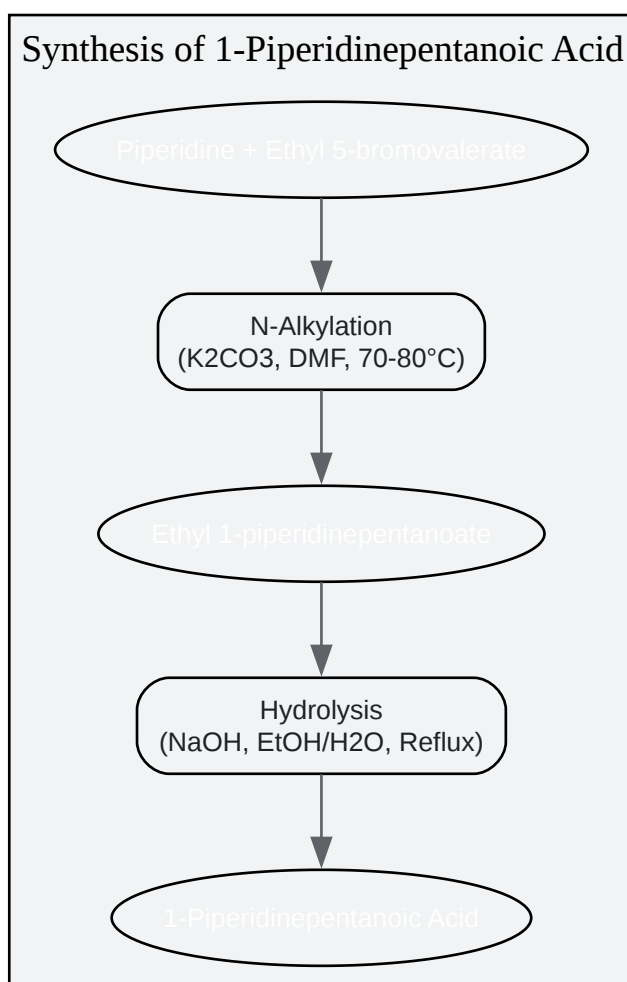 Synthesis of 1-Piperidinepentanoic Acid
Piperidine + Ethyl 5-bromovalerate
N-Alkylation
(K2CO3, DMF, 70-80°C)
Ethyl 1-piperidinepentanoate
Hydrolysis
(NaOH, EtOH/H2O, Reflux)
1-Piperidinepentanoic Acid